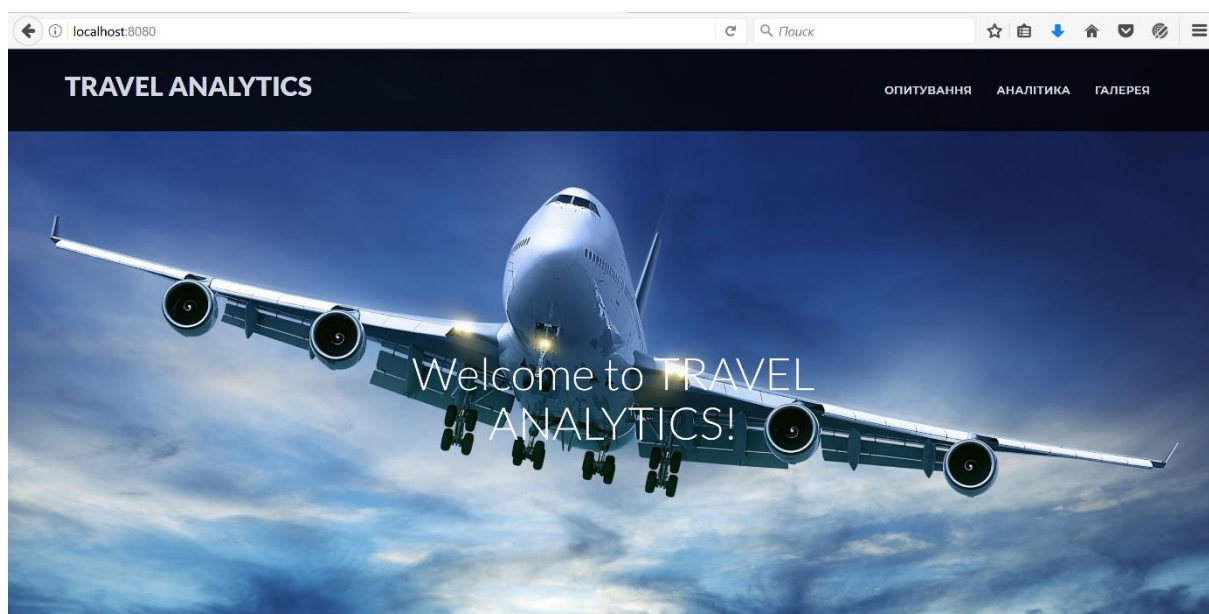 localhost:8080
Поиск
TRAVEL ANALYTICS
ОПИТУВАННЯ АНАЛІТИКА ГАЛЕРЕЯ
Welcome to TRAVEL
ANALYTICS!